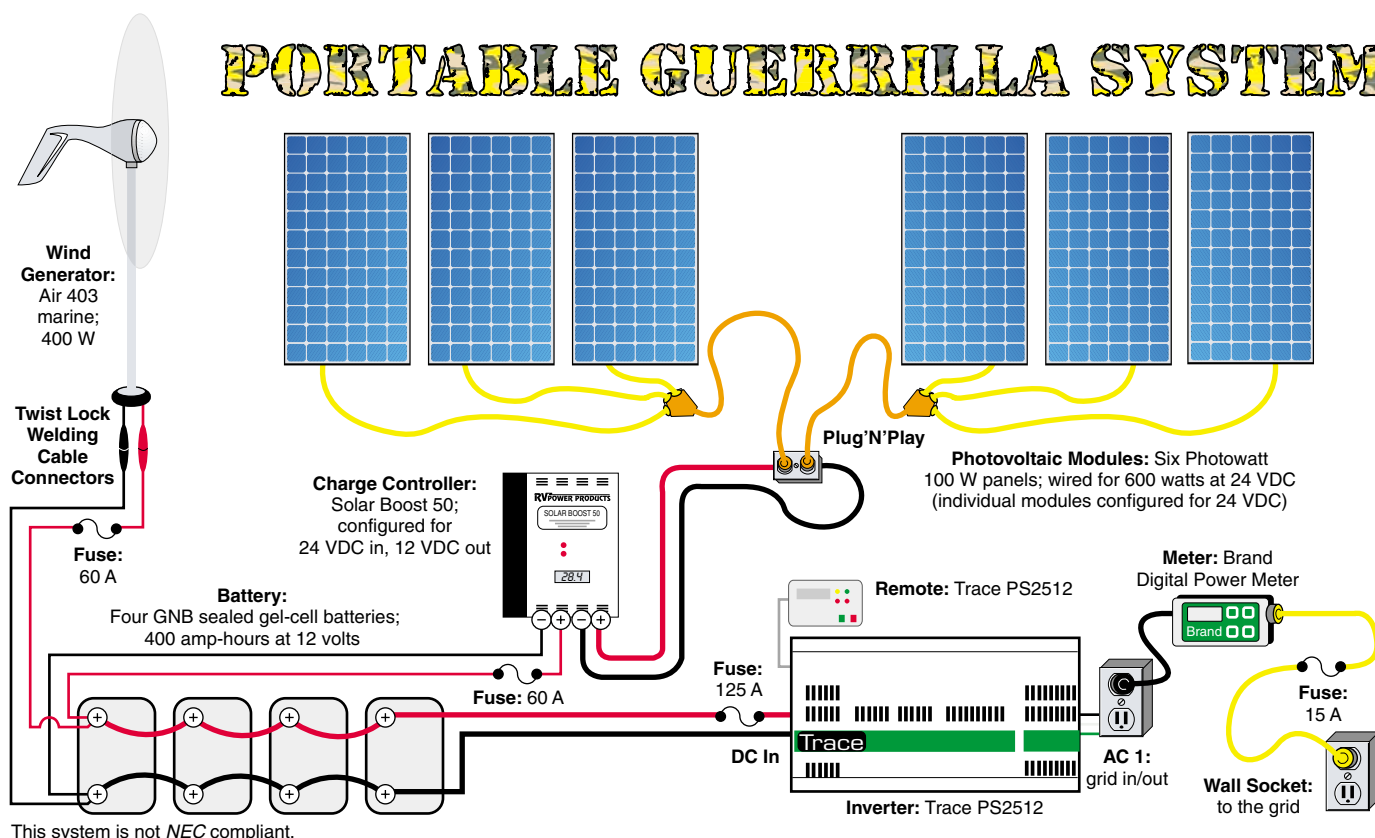 PORTABLE GUERRILLA SYSTEM
Wind
Generator:
Air 403
marine;
400 W
Twist Lock
Welding
Cable
Connectors
Fuse:
60 A
Plug'N'Play
Photovoltaic Modules: Six Photowatt
100 W panels; wired for 600 watts at 24 VDC
(individual modules configured for 24 VDC)
Charge Controller:
Solar Boost 50;
configured for
24 VDC in, 12 VDC out
RV POWER PRODUCTS
SOLAR BOOST 50
28.4
− + − +
Battery:
Four GNB sealed gel-cell batteries;
400 amp-hours at 12 volts
Fuse: 60 A
Remote: Trace PS2512
Meter: Brand
Digital Power Meter
Brand
Fuse:
125 A
Fuse:
15 A
+ + + +
+ + + +
DC In
Trace
Inverter: Trace PS2512
AC 1:
grid in/out
Wall Socket:
to the grid
This system is not NEC compliant.